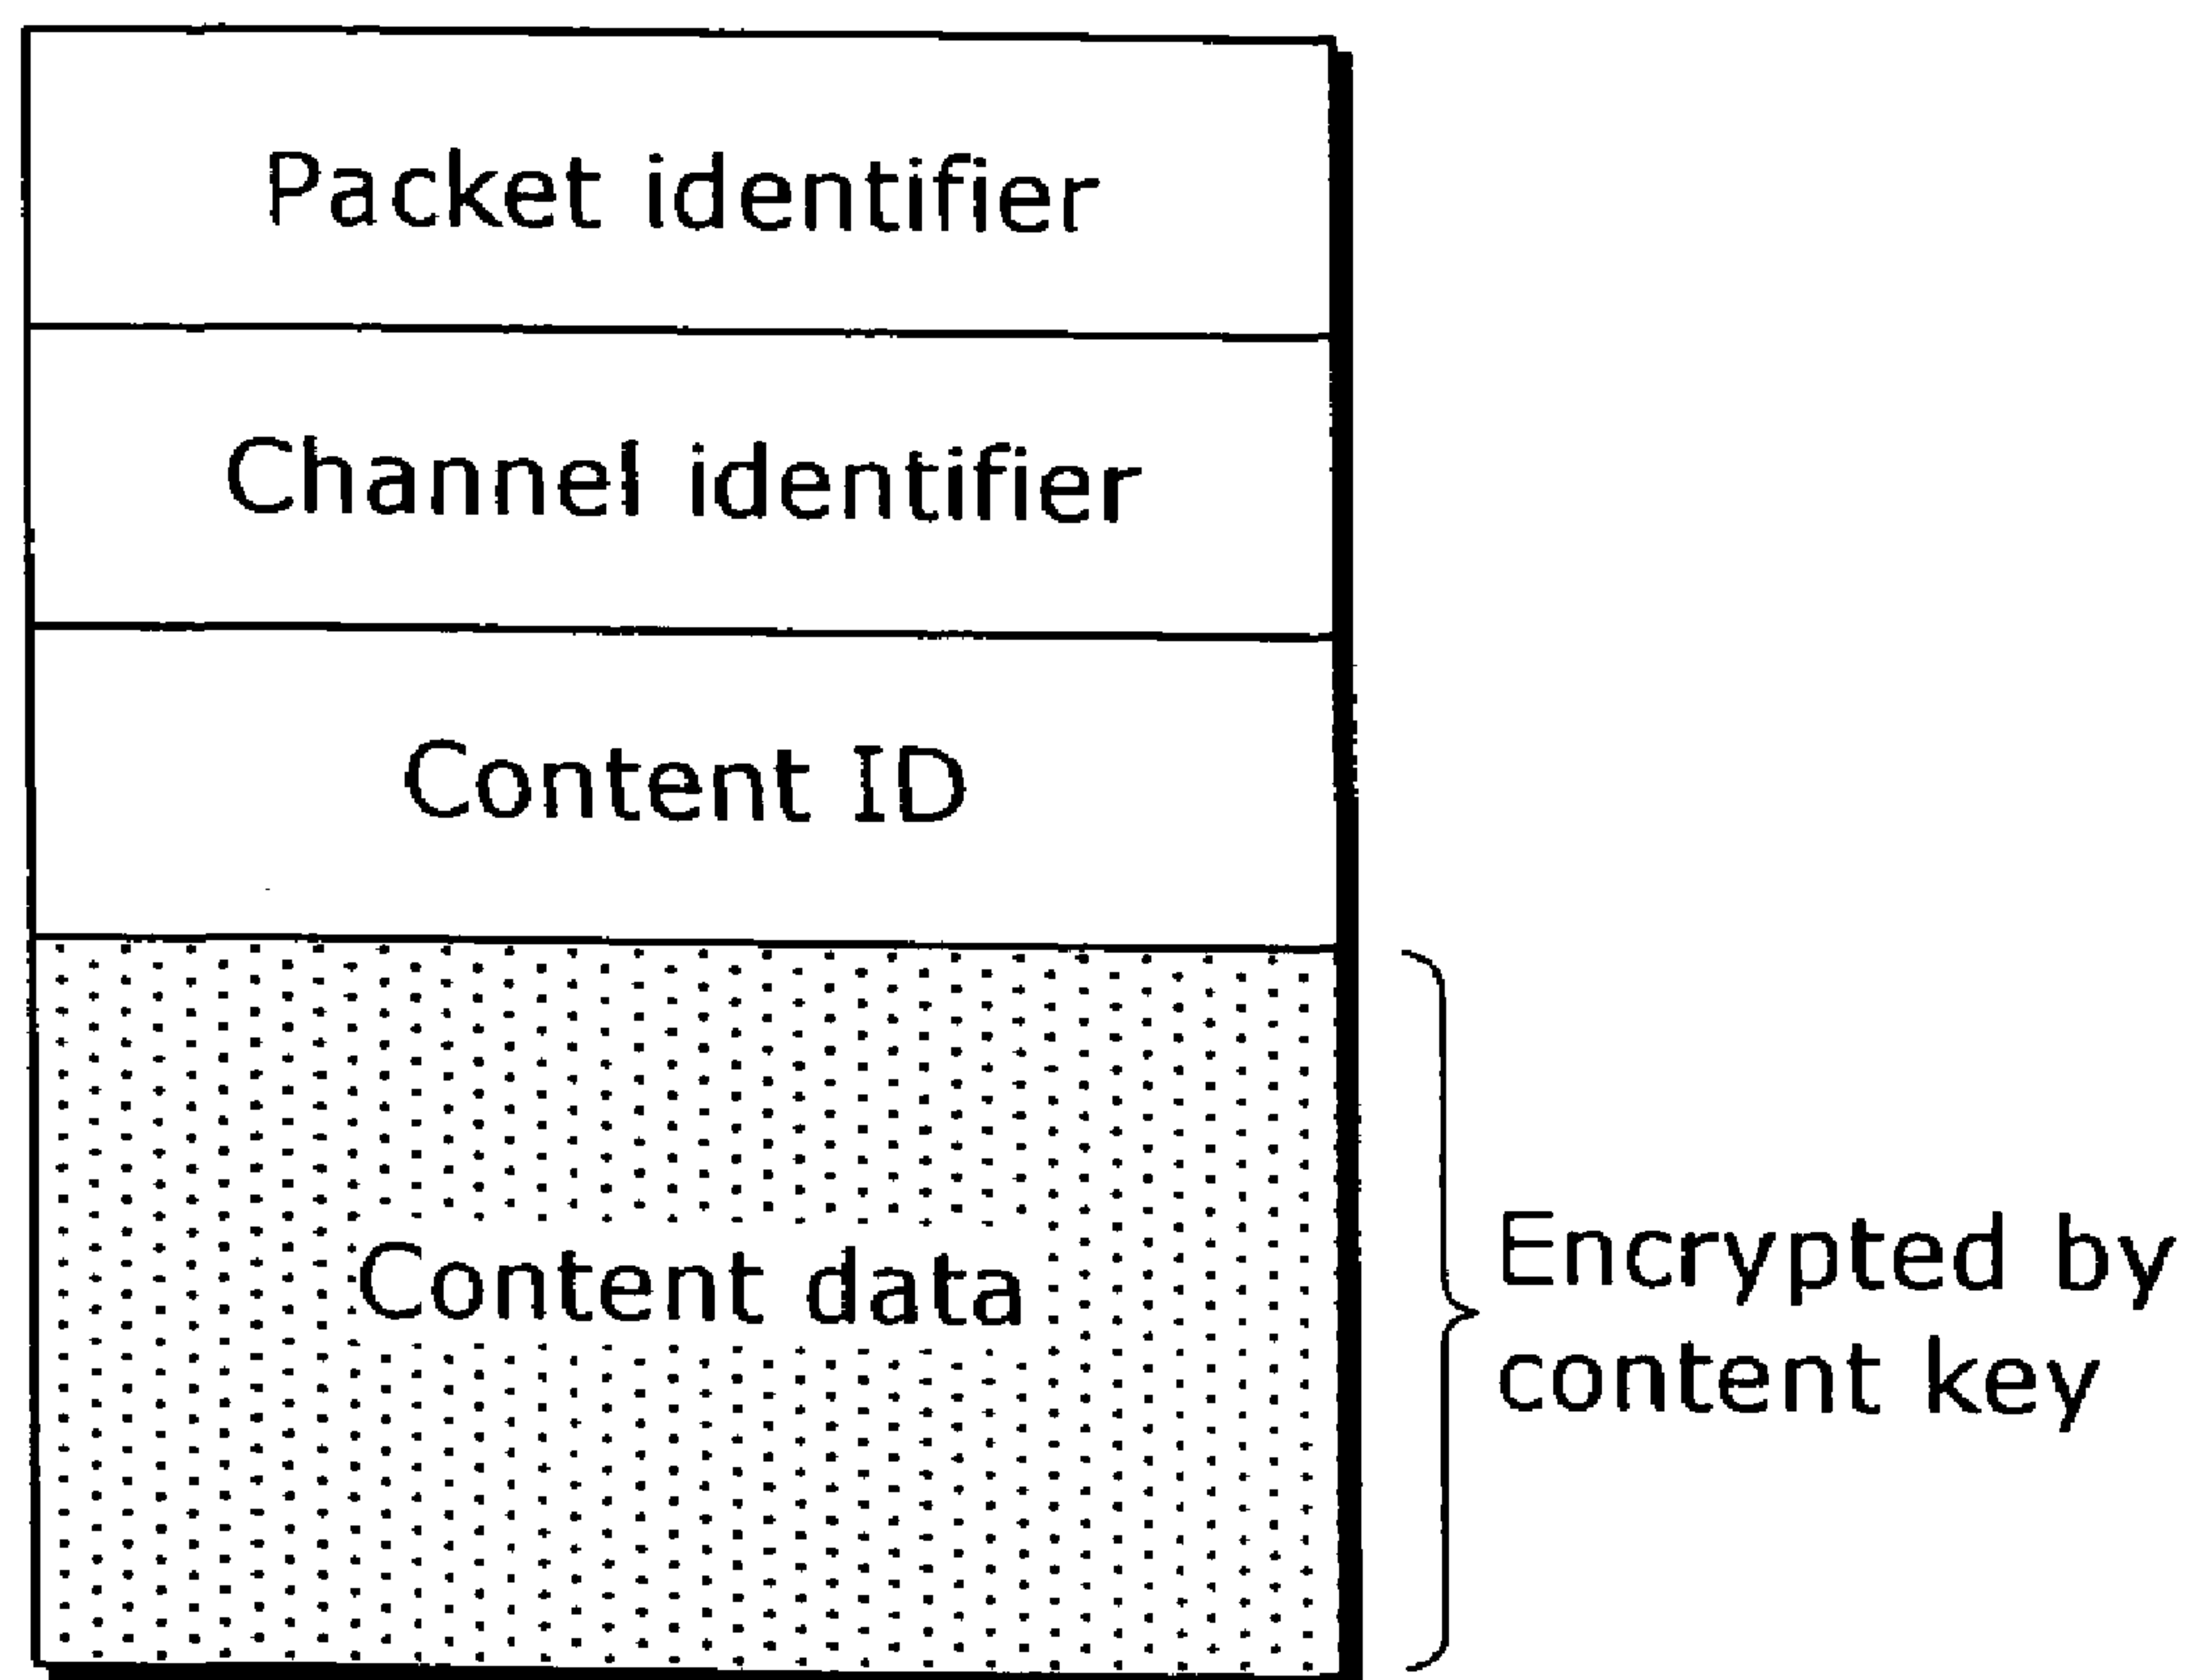 Packet identifier
Channel identifier
Content ID
Content data
Encrypted by
content key